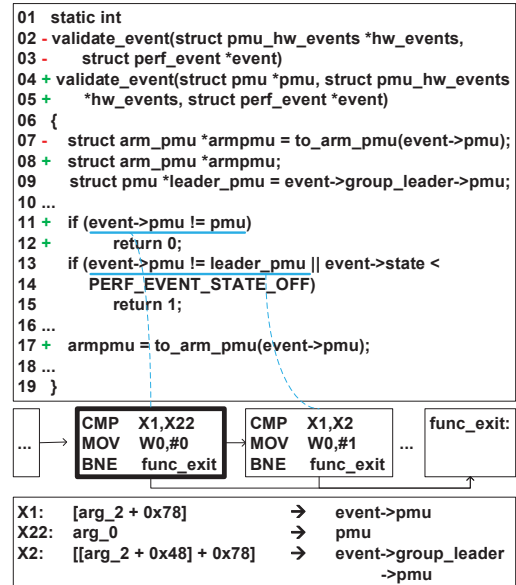 01 static int
02 - validate_event(struct pmu_hw_events *hw_events,
03 - struct perf_event *event)
04 + validate_event(struct pmu *pmu, struct pmu_hw_events
05 + *hw_events, struct perf_event *event)
06 {
07 - struct arm_pmu *armpmu = to_arm_pmu(event->pmu);
08 + struct arm_pmu *armpmu;
09 struct pmu *leader_pmu = event->group_leader->pmu;
10 ...
11 + if (event->pmu != pmu)
12 + return 0;
13 if (event->pmu != leader_pmu || event->state <
14 PERF_EVENT_STATE_OFF)
15 return 1;
16 ...
17 + armpmu = to_arm_pmu(event->pmu);
18 ...
19 }
... CMP X1,X22 CMP X1,X2 ... func_exit:
MOV W0,#0 MOV W0,#1
BNE func_exit BNE func_exit
X1: [arg_2 + 0x78] → event->pmu
X22: arg_0 → pmu
X2: [[arg_2 + 0x48] + 0x78] → event->group_leader
->pmu